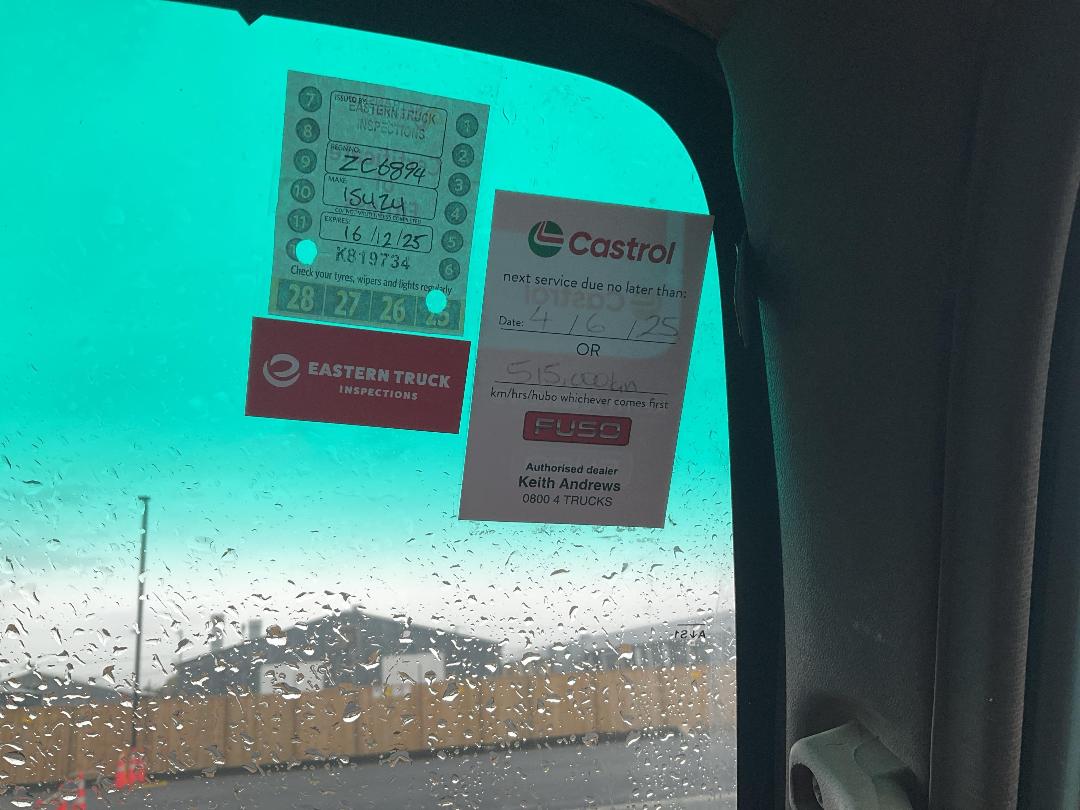 ISSUED BY:
EASTERN TRUCK
INSPECTIONS
REGN NO.
ZC6894
MAKE:
ISUZU
EXPIRES:
16/12/25
K819734
7
8
9
10
11
1
2
3
4
5
6
Check your tyres, wipers and lights regularly
28 27 26 25
EASTERN TRUCK
INSPECTIONS
Castrol
next service due no later than:
Date: 4/6/25
OR
515,000km
km/hrs/hubo whichever comes first
FUSO
Authorised dealer
Keith Andrews
0800 4 TRUCKS